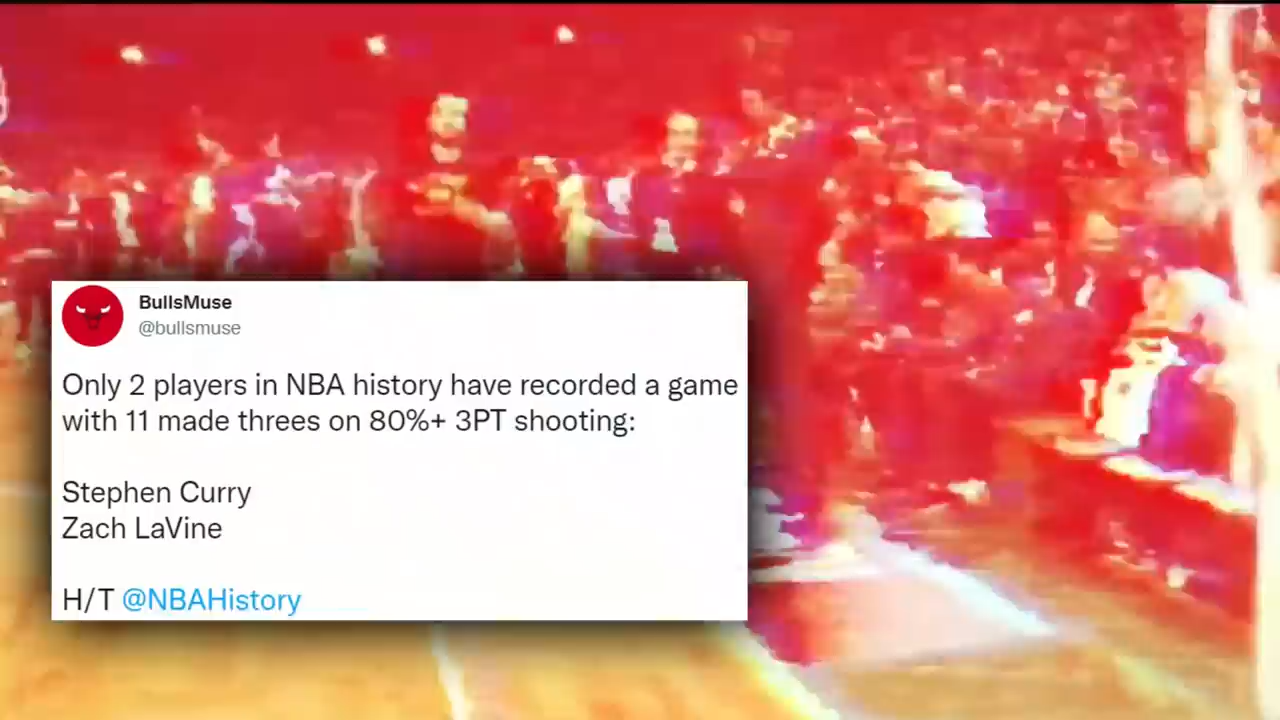 BullsMuse
@bullsmuse
Only 2 players in NBA history have recorded a game
with 11 made threes on 80%+ 3PT shooting:
Stephen Curry
Zach LaVine
H/T @NBAHistory